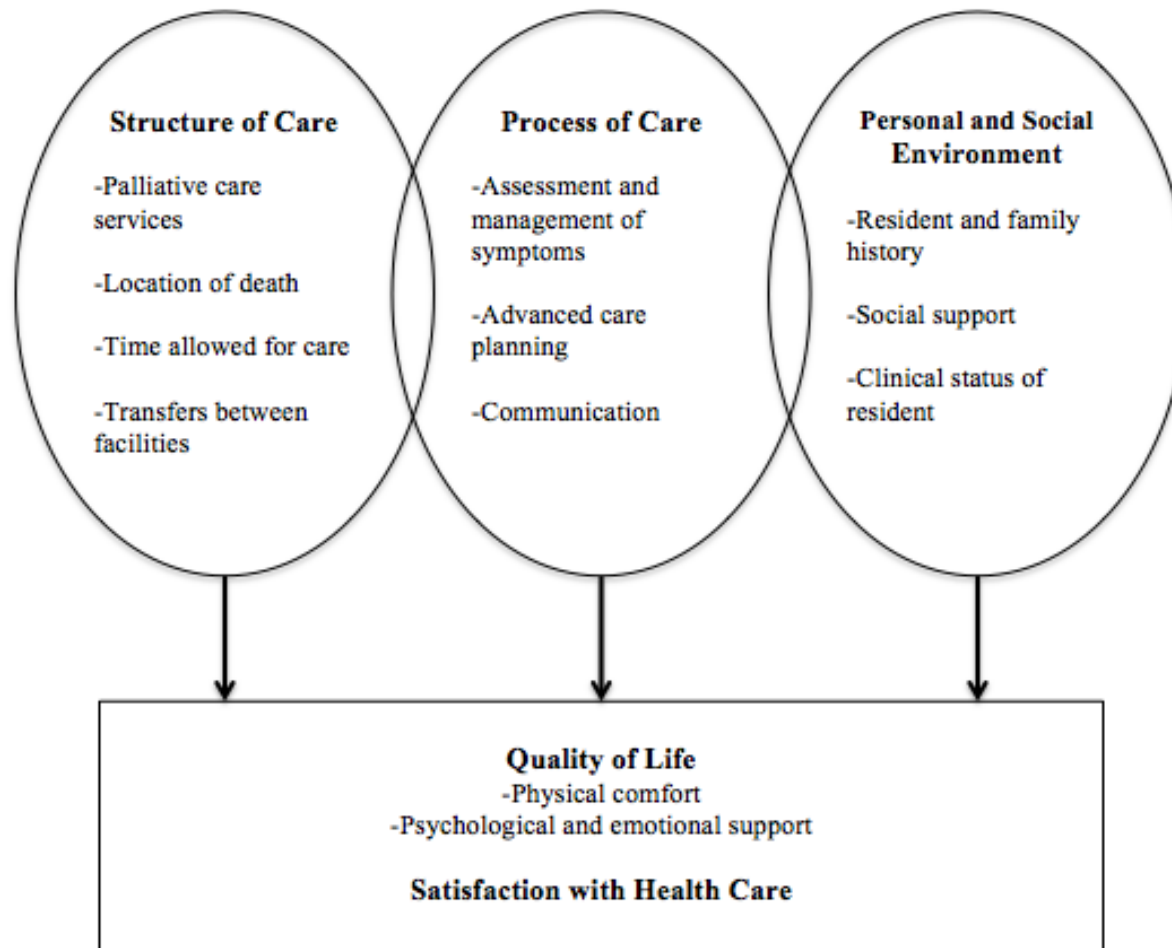 Structure of Care
-Palliative care
services
-Location of death
-Time allowed for care
-Transfers between
facilities
Process of Care
-Assessment and
management of
symptoms
-Advanced care
planning
-Communication
Personal and Social
Environment
-Resident and family
history
-Social support
-Clinical status of
resident
Quality of Life
-Physical comfort
-Psychological and emotional support
Satisfaction with Health Care